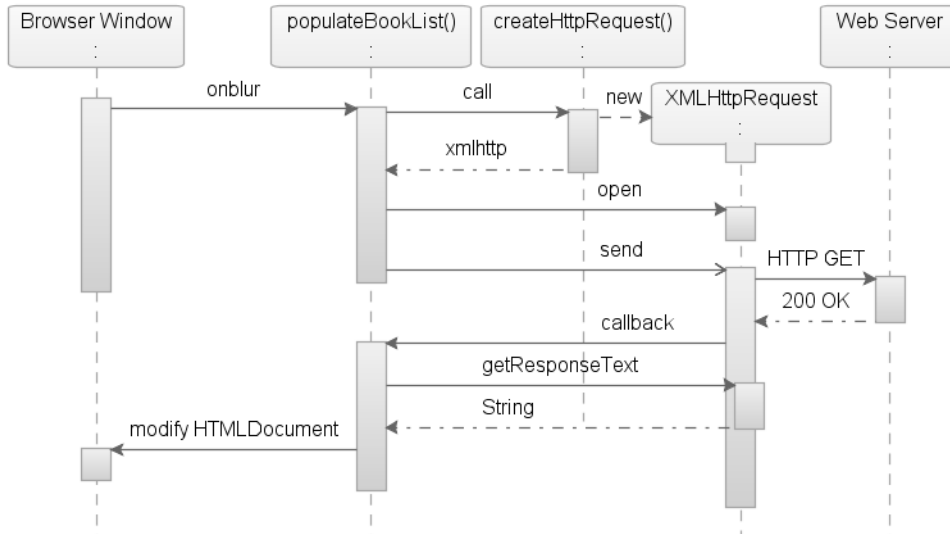 Browser Window
:
populateBookList()
:
createHttpRequest()
:
Web Server
:
onblur
call
new
XMLHttpRequest
:
xmlhttp
open
send
HTTP GET
200 OK
callback
getResponseText
String
modify HTMLDocument